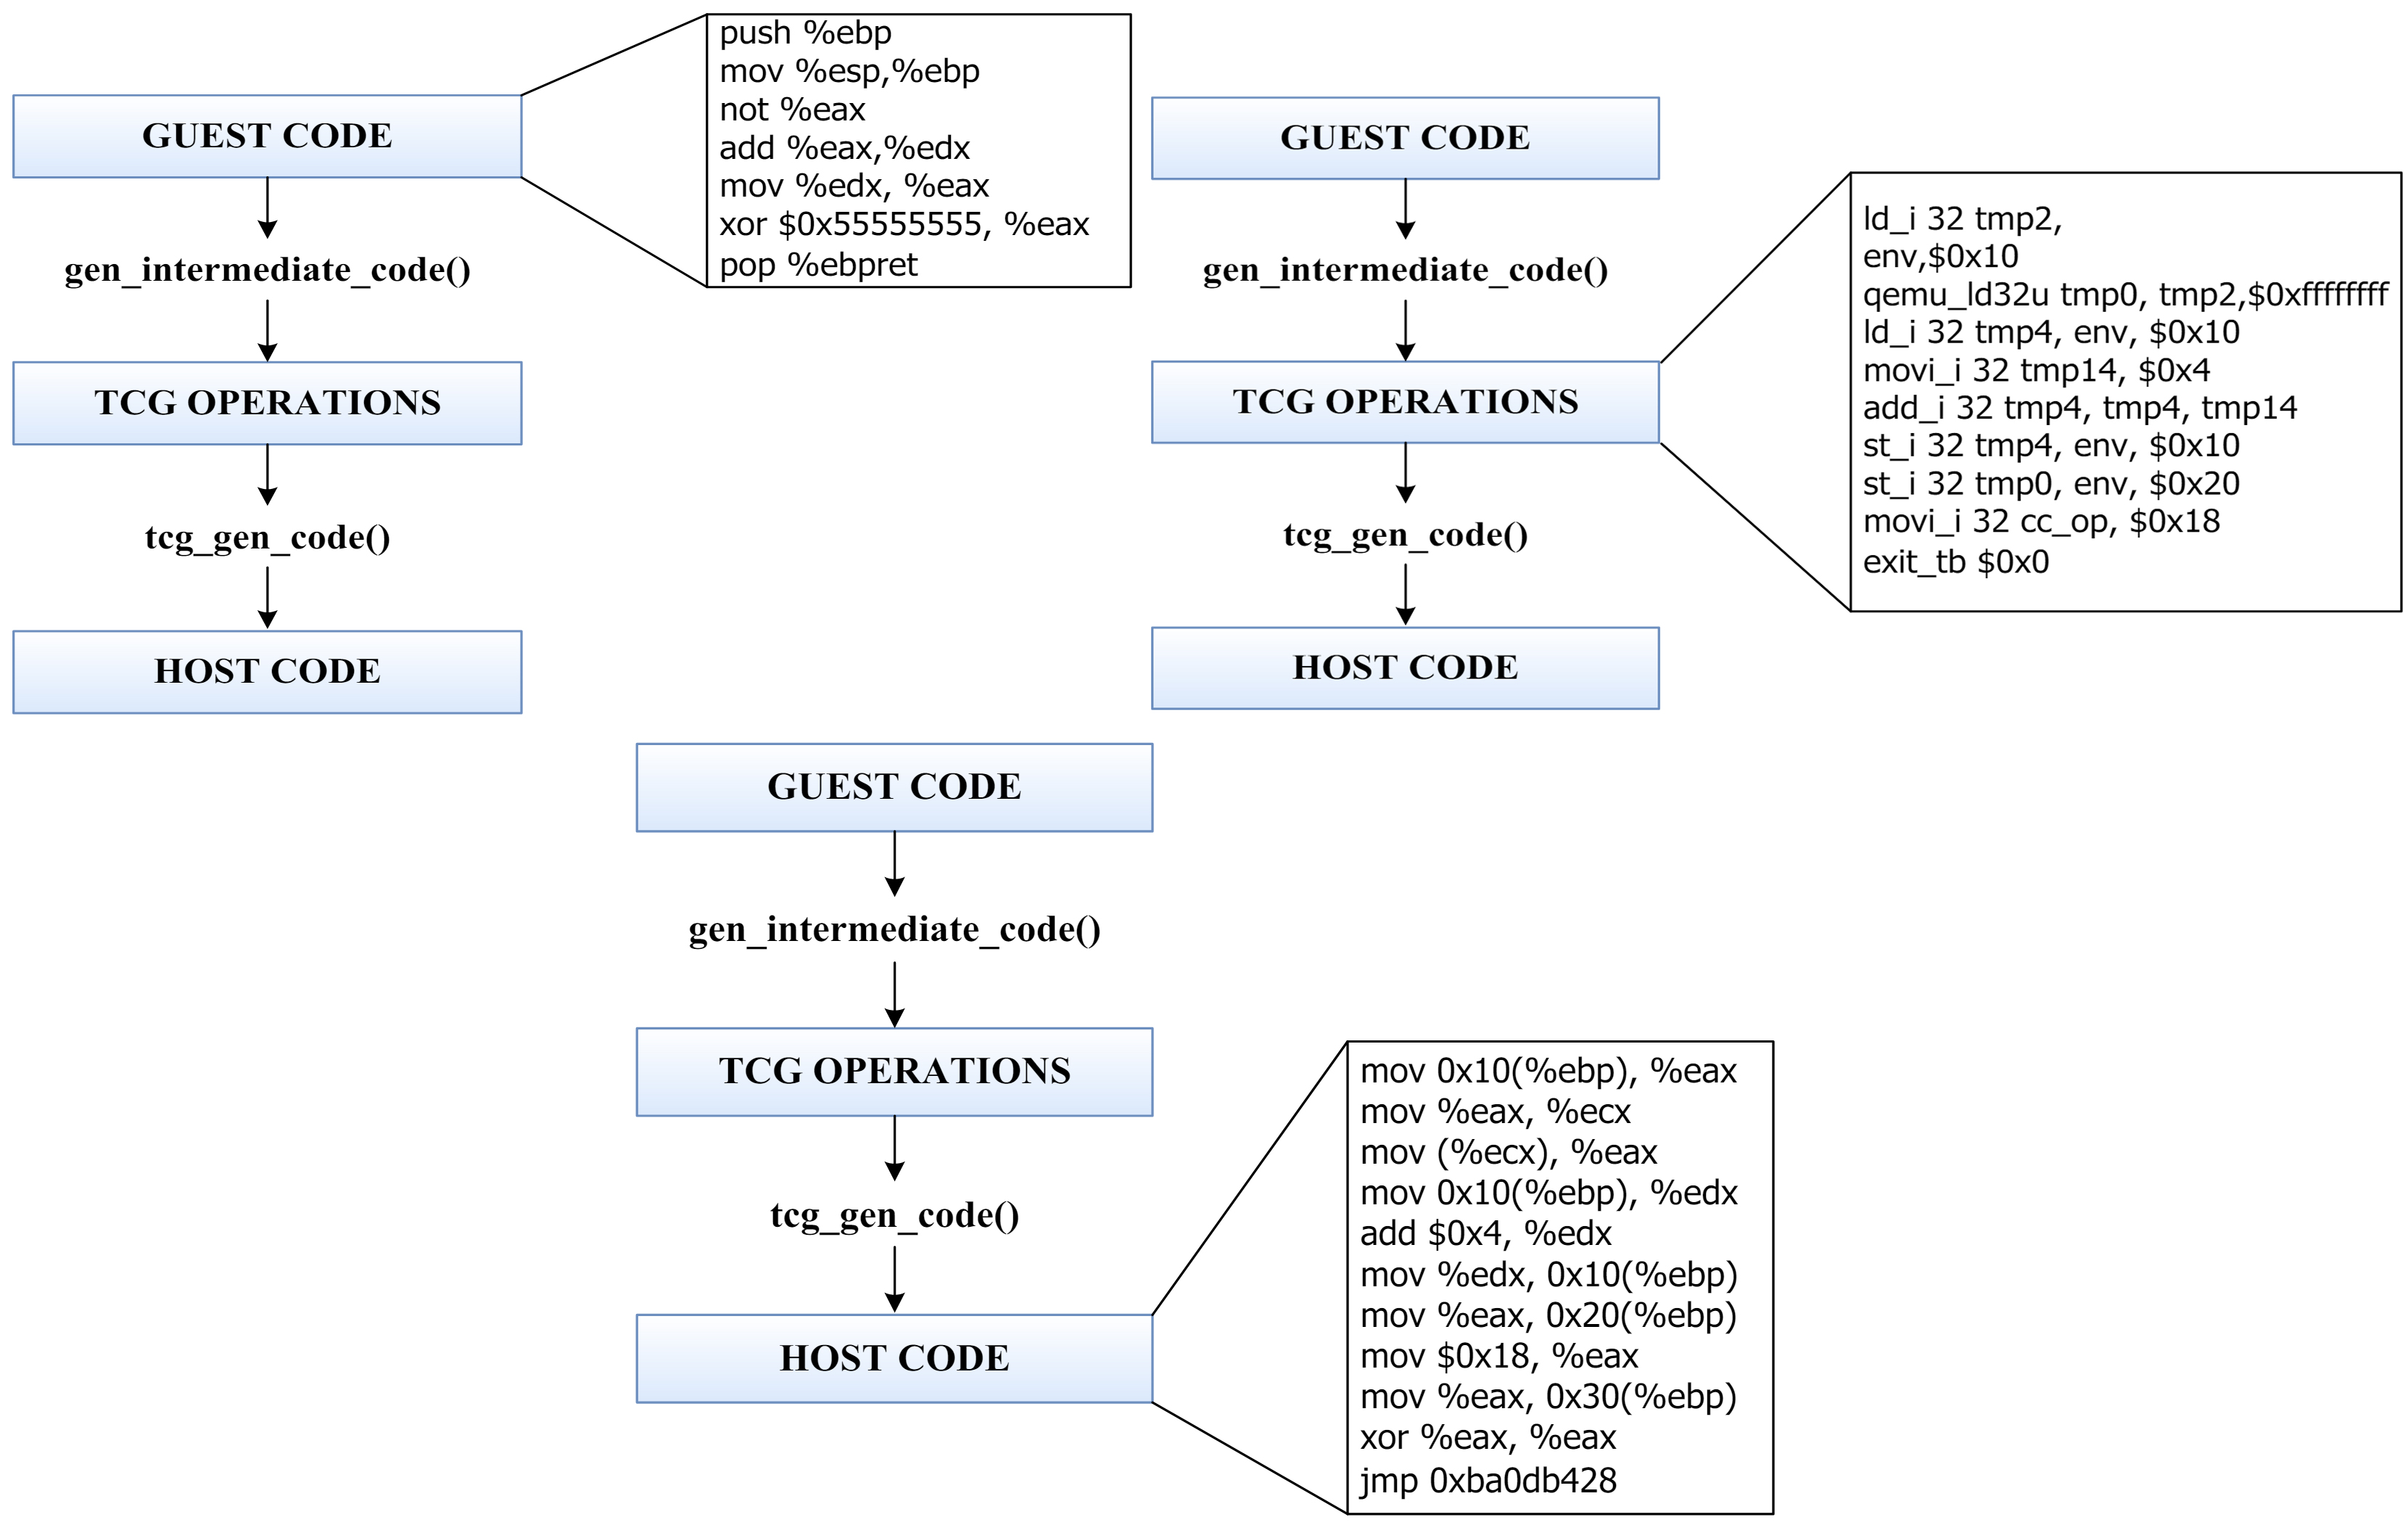 GUEST CODE
gen_intermediate_code()
TCG OPERATIONS
tcg_gen_code()
HOST CODE
push %ebp
mov %esp,%ebp
not %eax
add %eax,%edx
mov %edx, %eax
xor $0x55555555, %eax
pop %ebpret
GUEST CODE
gen_intermediate_code()
TCG OPERATIONS
tcg_gen_code()
HOST CODE
ld_i 32 tmp2,
env,$0x10
qemu_ld32u tmp0, tmp2,$0xffffffff
ld_i 32 tmp4, env, $0x10
movi_i 32 tmp14, $0x4
add_i 32 tmp4, tmp4, tmp14
st_i 32 tmp4, env, $0x10
st_i 32 tmp0, env, $0x20
movi_i 32 cc_op, $0x18
exit_tb $0x0
GUEST CODE
gen_intermediate_code()
TCG OPERATIONS
tcg_gen_code()
HOST CODE
mov 0x10(%ebp), %eax
mov %eax, %ecx
mov (%ecx), %eax
mov 0x10(%ebp), %edx
add $0x4, %edx
mov %edx, 0x10(%ebp)
mov %eax, 0x20(%ebp)
mov $0x18, %eax
mov %eax, 0x30(%ebp)
xor %eax, %eax
jmp 0xba0db428